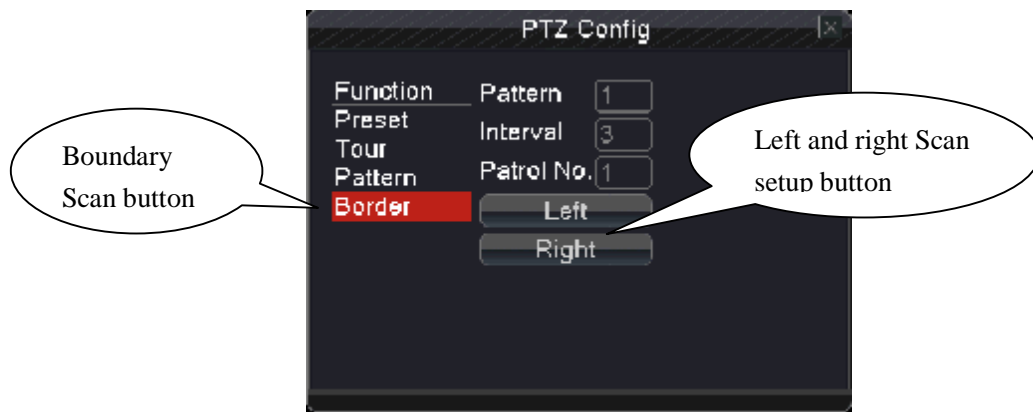 PTZ Config
Function
Preset
Tour
Pattern
Border
Pattern 1
Interval 3
Patrol No. 1
Left
Right
Boundary
Scan button
Left and right Scan
setup button